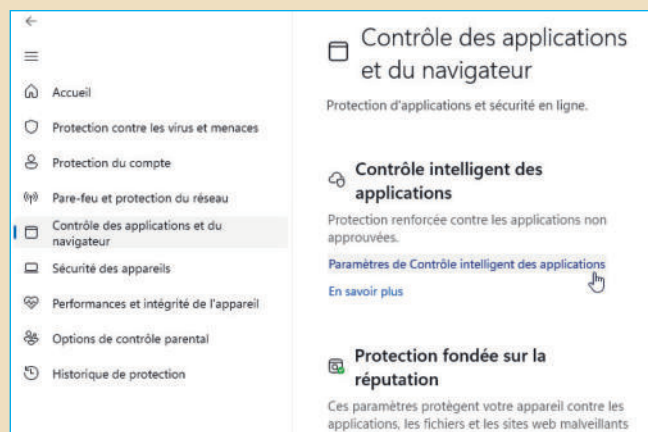 Accueil
Protection contre les virus et menaces
Protection du compte
Pare-feu et protection du réseau
Contrôle des applications et du
navigateur
Sécurité des appareils
Performances et intégrité de l'appareil
Options de contrôle parental
Historique de protection
Contrôle des applications
et du navigateur
Protection d'applications et sécurité en ligne.
Contrôle intelligent des
applications
Protection renforcée contre les applications non
approuvées.
Paramètres de Contrôle intelligent des applications
En savoir plus
Protection fondée sur la
réputation
Ces paramètres protègent votre appareil contre les
applications, les fichiers et les sites web malveillants